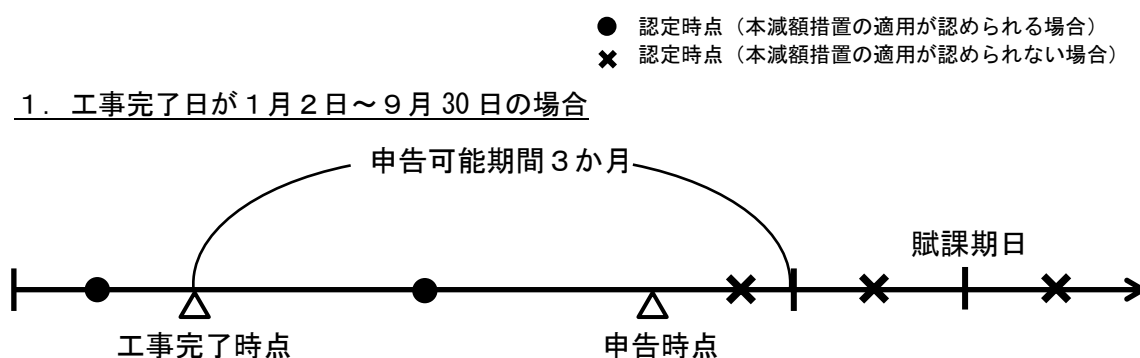 ● 認定時点（本減額措置の適用が認められる場合）
× 認定時点（本減額措置の適用が認められない場合）
１．工事完了日が１月２日～９月 30 日の場合
申告可能期間３か月
賦課期日
工事完了時点
申告時点